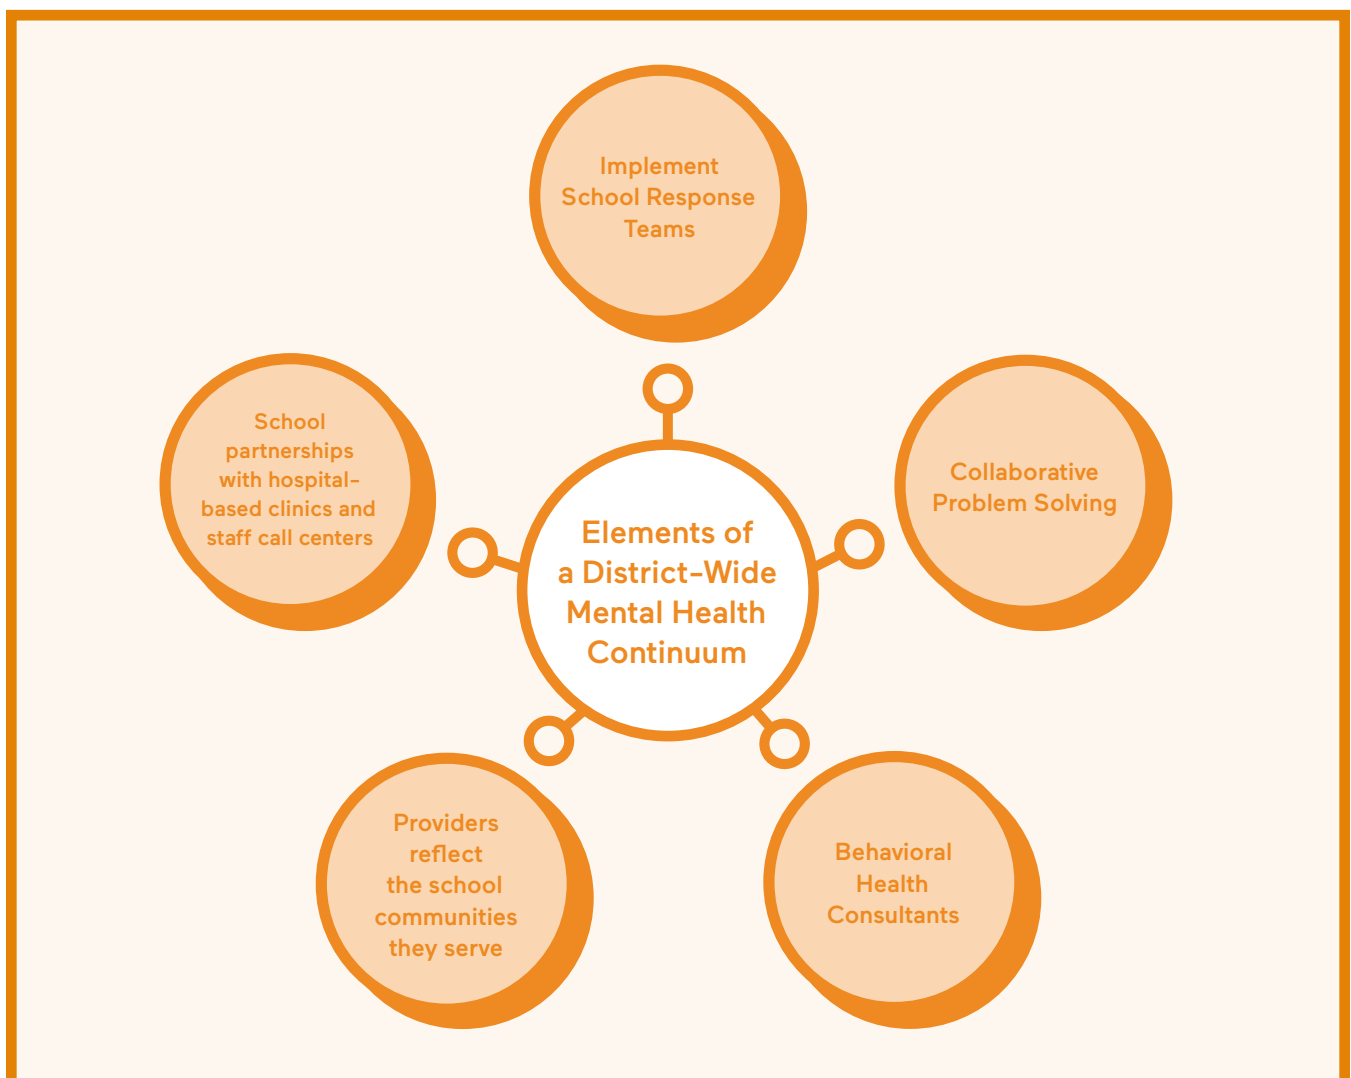 Implement
School Response
Teams
School
partnerships
with hospital-
based clinics and
staff call centers
Collaborative
Problem Solving
Elements of
a District-Wide
Mental Health
Continuum
Providers
reflect
the school
communities
they serve
Behavioral
Health
Consultants